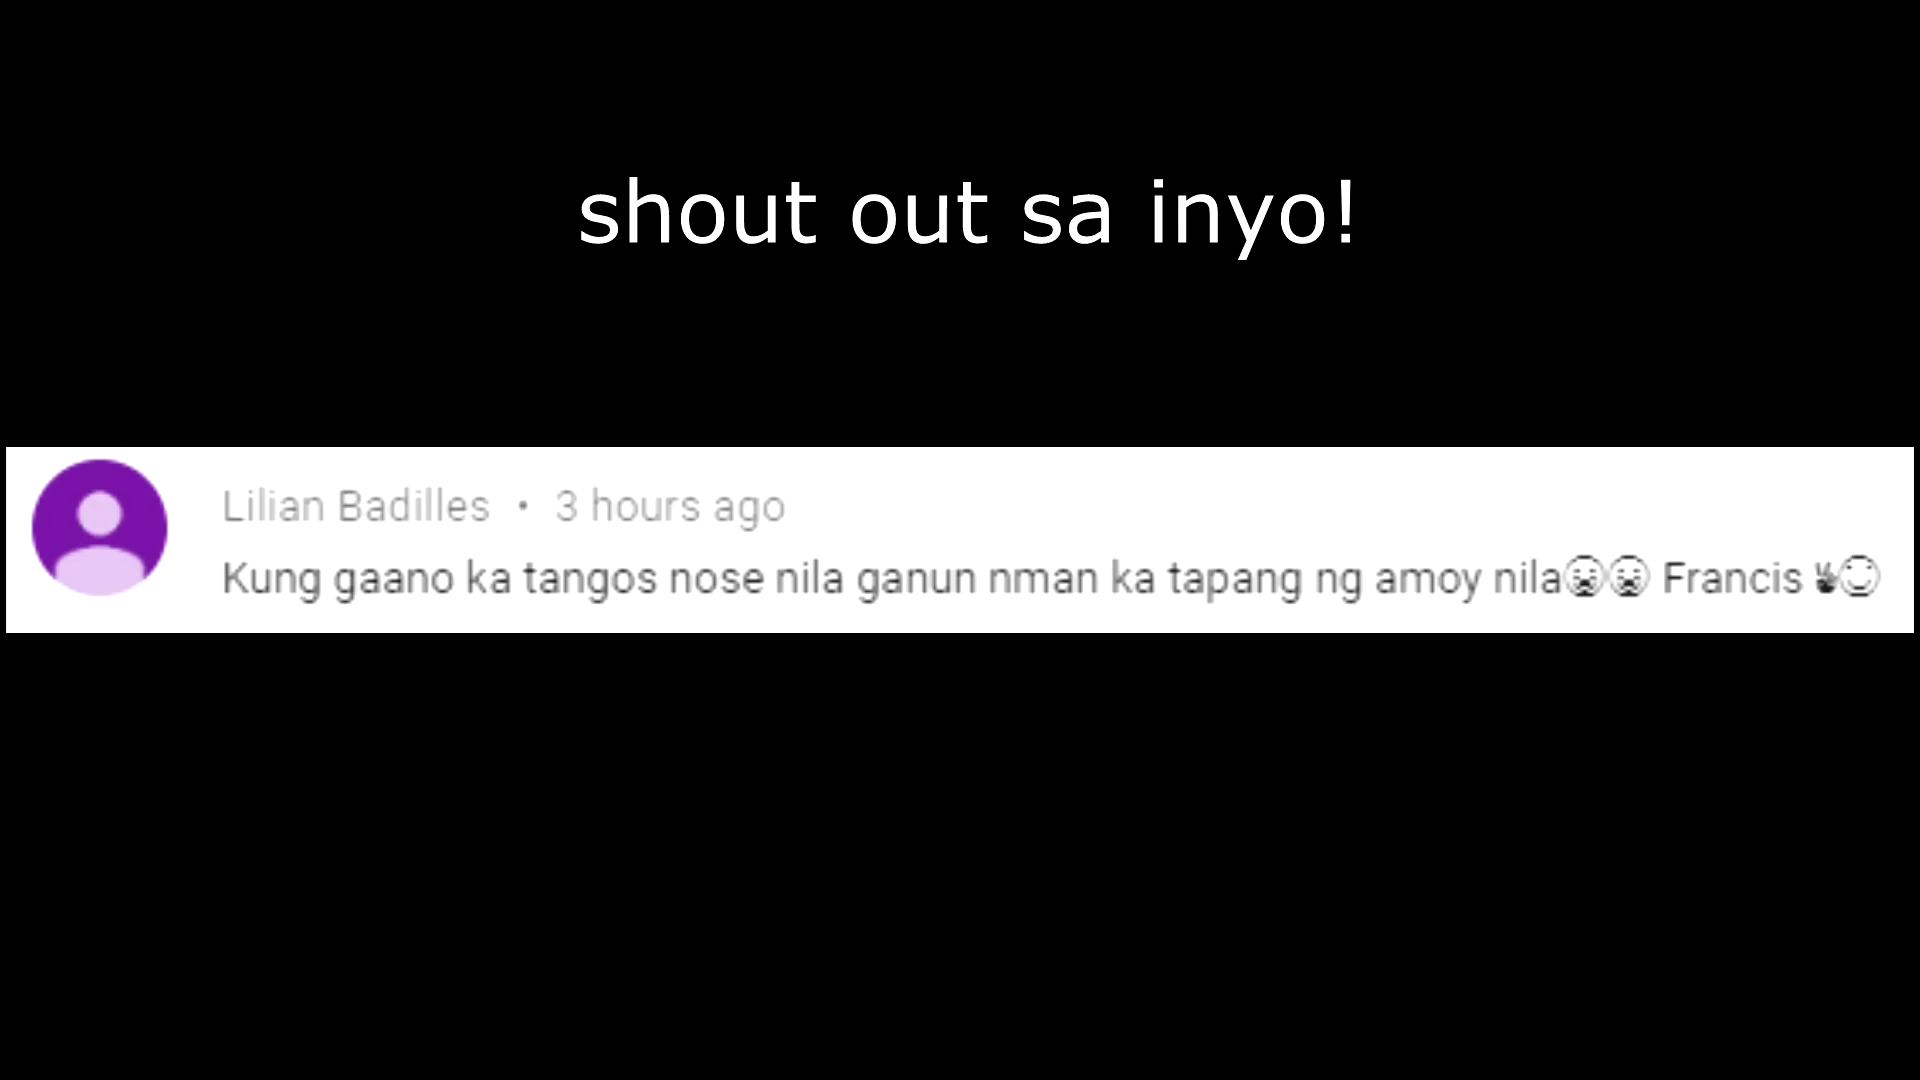 shout out sa inyo!
Lilian Badilles • 3 hours ago
Kung gaano ka tangos nose nila ganun nman ka tapang ng amoy nila😭😭 Francis ✌☺